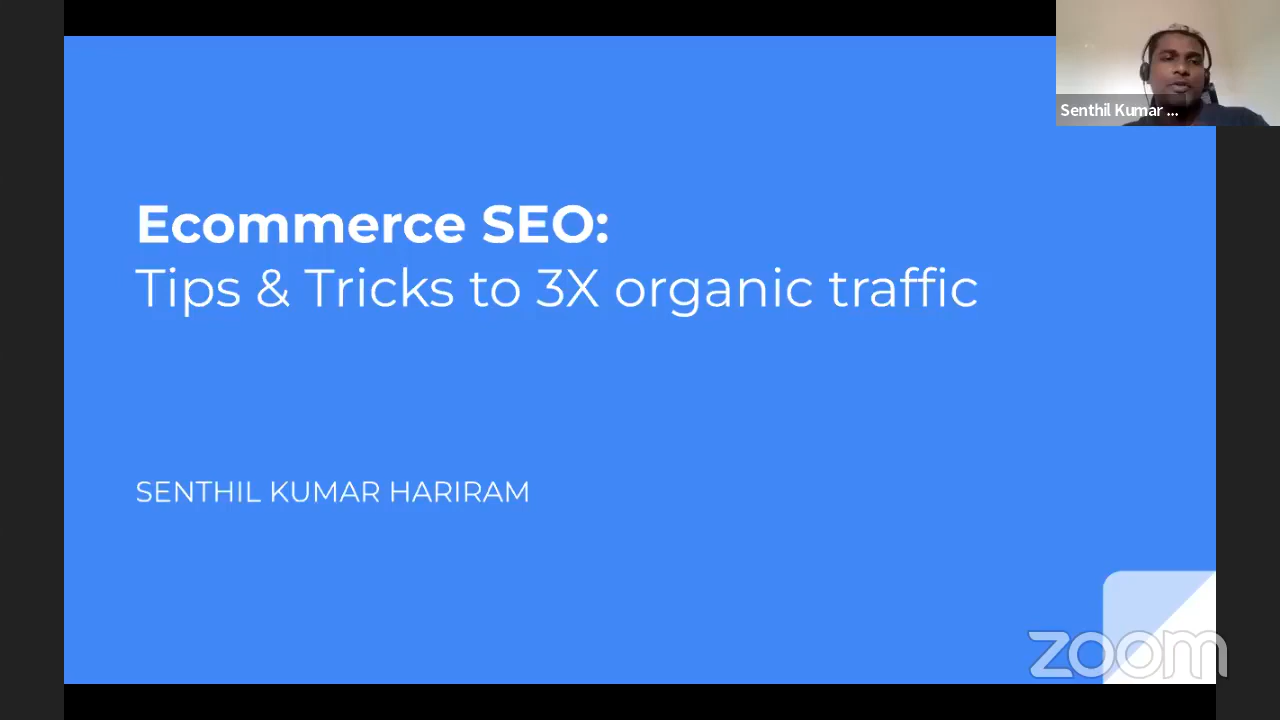 Senthil Kumar ...
Ecommerce SEO:
Tips & Tricks to 3X organic traffic
SENTHIL KUMAR HARIRAM
zoom